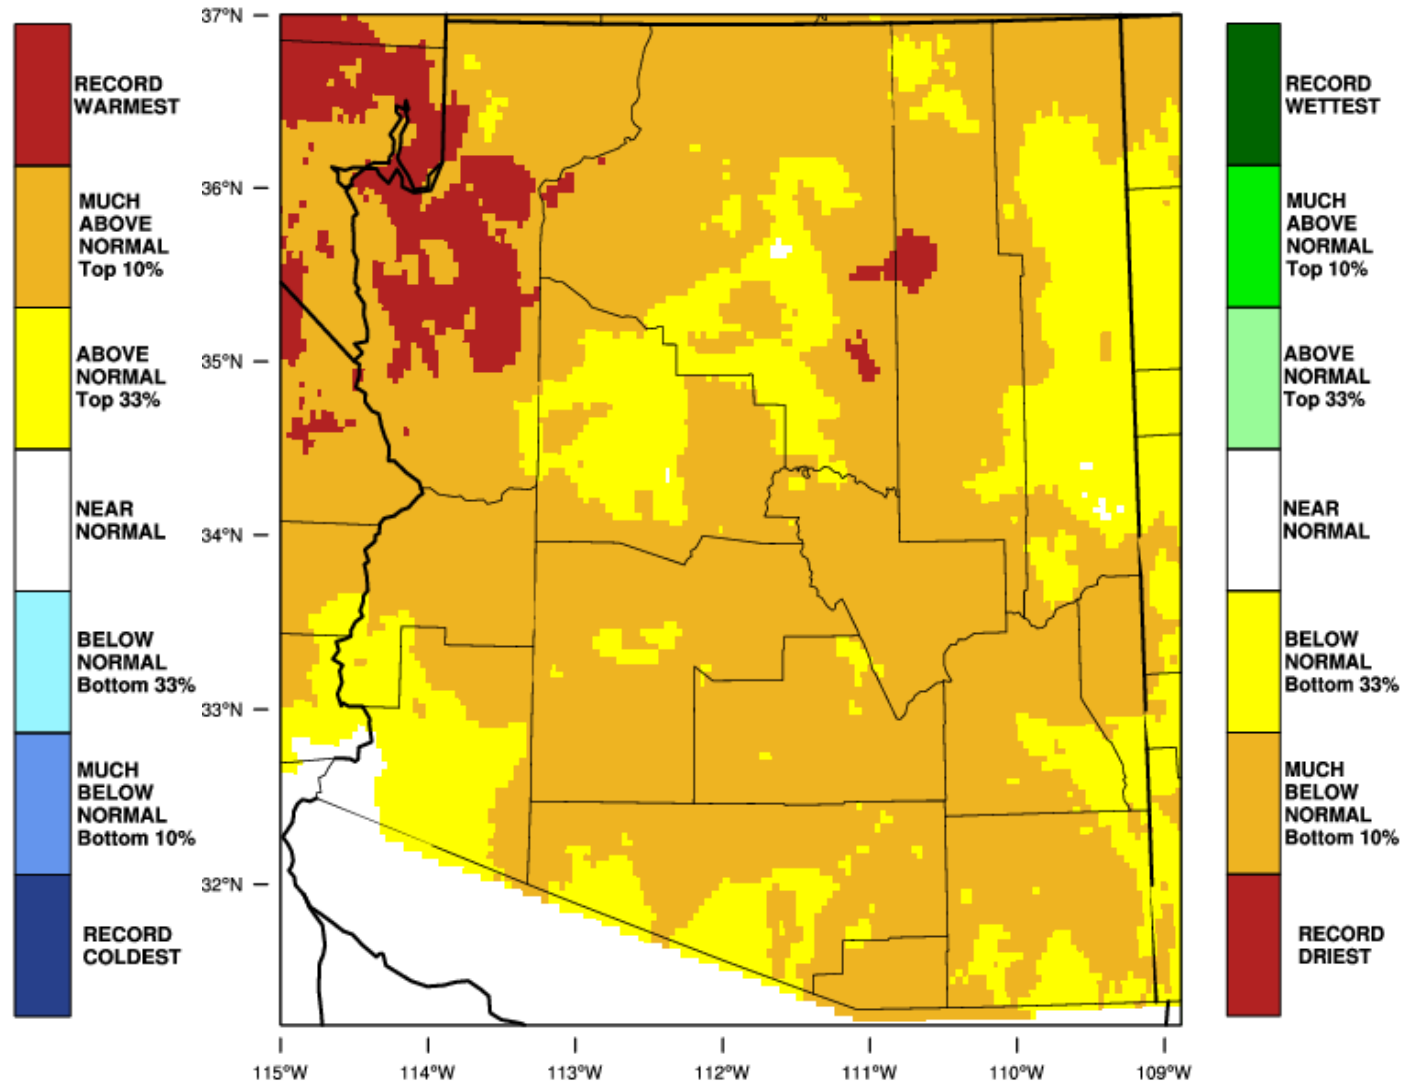 RECORD
WARMEST
MUCH
ABOVE
NORMAL
Top 10%
ABOVE
NORMAL
Top 33%
NEAR
NORMAL
BELOW
NORMAL
Bottom 33%
MUCH
BELOW
NORMAL
Bottom 10%
RECORD
COLDEST
37°N
36°N
35°N
34°N
33°N
32°N
115°W
114°W
113°W
112°W
111°W
110°W
109°W
RECORD
WETTEST
MUCH
ABOVE
NORMAL
Top 10%
ABOVE
NORMAL
Top 33%
NEAR
NORMAL
BELOW
NORMAL
Bottom 33%
MUCH
BELOW
NORMAL
Bottom 10%
RECORD
DRIEST